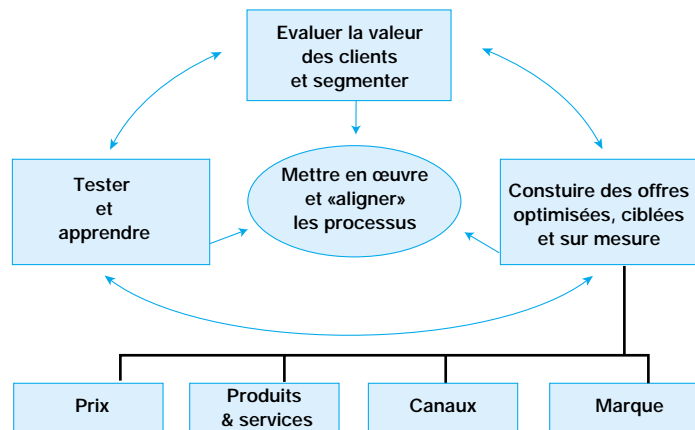 Evaluer la valeur
des clients
et segmenter
Tester
et
apprendre
Mettre en œuvre
et «aligner»
les processus
Constuire des offres
optimisées, ciblées
et sur mesure
Prix
Produits
& services
Canaux
Marque